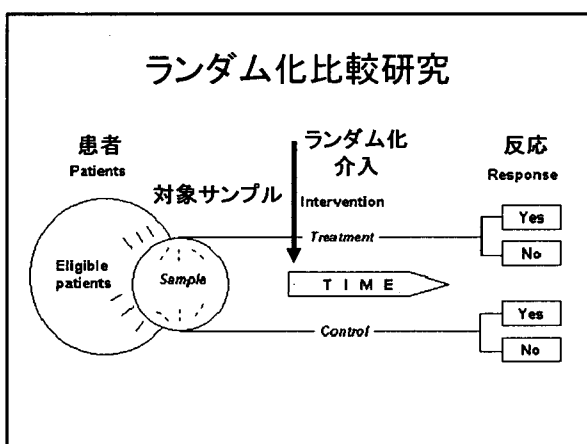 ランダム化比較研究
患者
Patients
対象サンプル
ランダム化
介入
Intervention
反応
Response
Eligible
patients
Sample
Treatment
TIME
Control
Yes
No
Yes
No